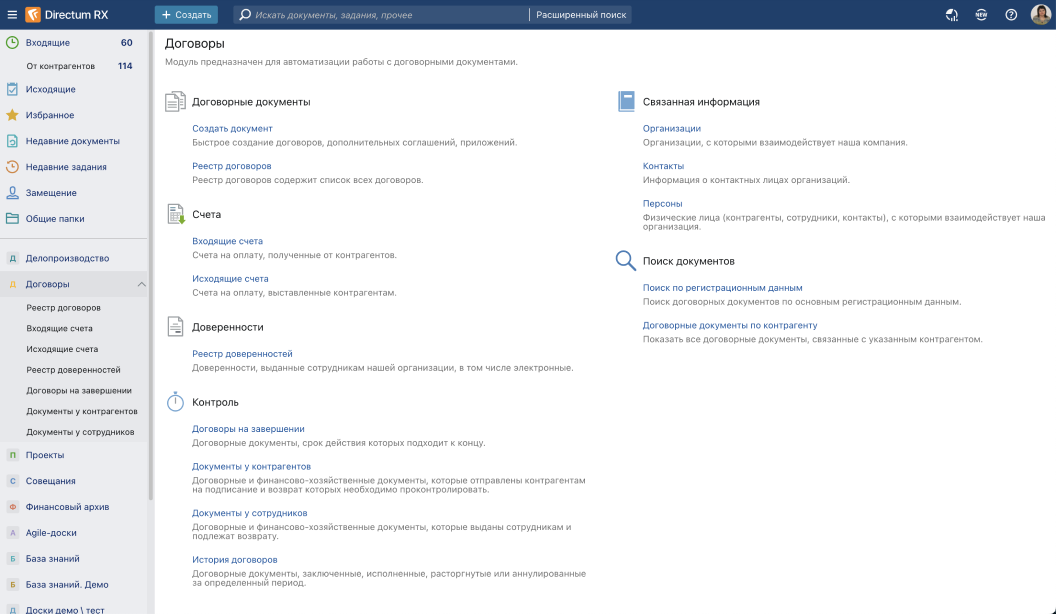 Directum RX
+ Создать
Искать документы, задания, прочее
Расширенный поиск
NEW
?
Входящие 60
От контрагентов 114
Исходящие
Избранное
Недавние документы
Недавние задания
Замещение
Общие папки
Д Делопроизводство
Д Договоры
Реестр договоров
Входящие счета
Исходящие счета
Реестр доверенностей
Договоры на завершении
Документы у контрагентов
Документы у сотрудников
П Проекты
С Совещания
Ф Финансовый архив
A Agile-доски
Б База знаний
Б База знаний. Демо
Д Доски демо \ тест
Договоры
Модуль предназначен для автоматизации работы с договорными документами.
Договорные документы
Создать документ
Быстрое создание договоров, дополнительных соглашений, приложений.
Реестр договоров
Реестр договоров содержит список всех договоров.
Счета
Входящие счета
Счета на оплату, полученные от контрагентов.
Исходящие счета
Счета на оплату, выставленные контрагентам.
Доверенности
Реестр доверенностей
Доверенности, выданные сотрудникам нашей организации, в том числе электронные.
Контроль
Договоры на завершении
Договорные документы, срок действия которых подходит к концу.
Документы у контрагентов
Договорные и финансово-хозяйственные документы, которые отправлены контрагентам
на подписание и возврат которых необходимо проконтролировать.
Документы у сотрудников
Договорные и финансово-хозяйственные документы, которые выданы сотрудникам и
подлежат возврату.
История договоров
Договорные документы, заключенные, исполненные, расторгнутые или аннулированные
за определенный период.
Связанная информация
Организации
Организации, с которыми взаимодействует наша компания.
Контакты
Информация о контактных лицах организаций.
Персоны
Физические лица (контрагенты, сотрудники, контакты), с которыми взаимодействует наша
организация.
Поиск документов
Поиск по регистрационным данным
Поиск договорных документов по основным регистрационным данным.
Договорные документы по контрагенту
Показать все договорные документы, связанные с указанным контрагентом.